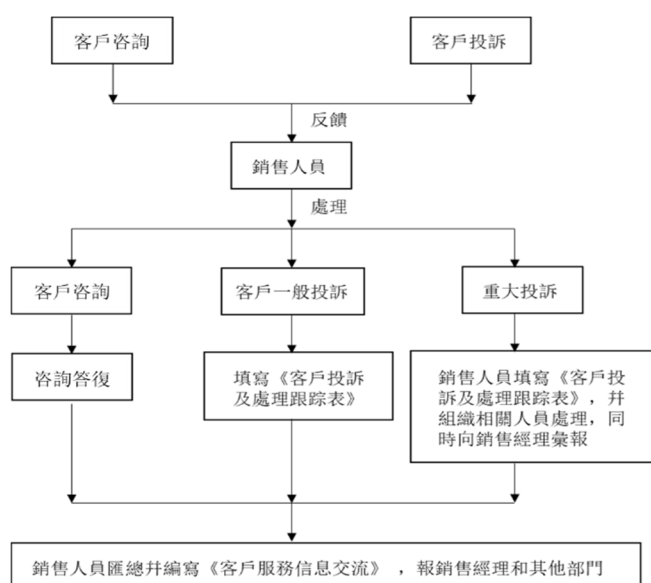 客戶咨詢
客戶投訴
反饋
銷售人員
處理
客戶咨詢
客戶一般投訴
重大投訴
咨詢答復
填寫《客戶投訴
及處理跟踪表》
銷售人員填寫《客戶投
訴及處理跟踪表》，幷
組織相關人員處理，同
時向銷售經理彙報
銷售人員匯總幷編寫《客戶服務信息交流》，報銷售經理和其他部門